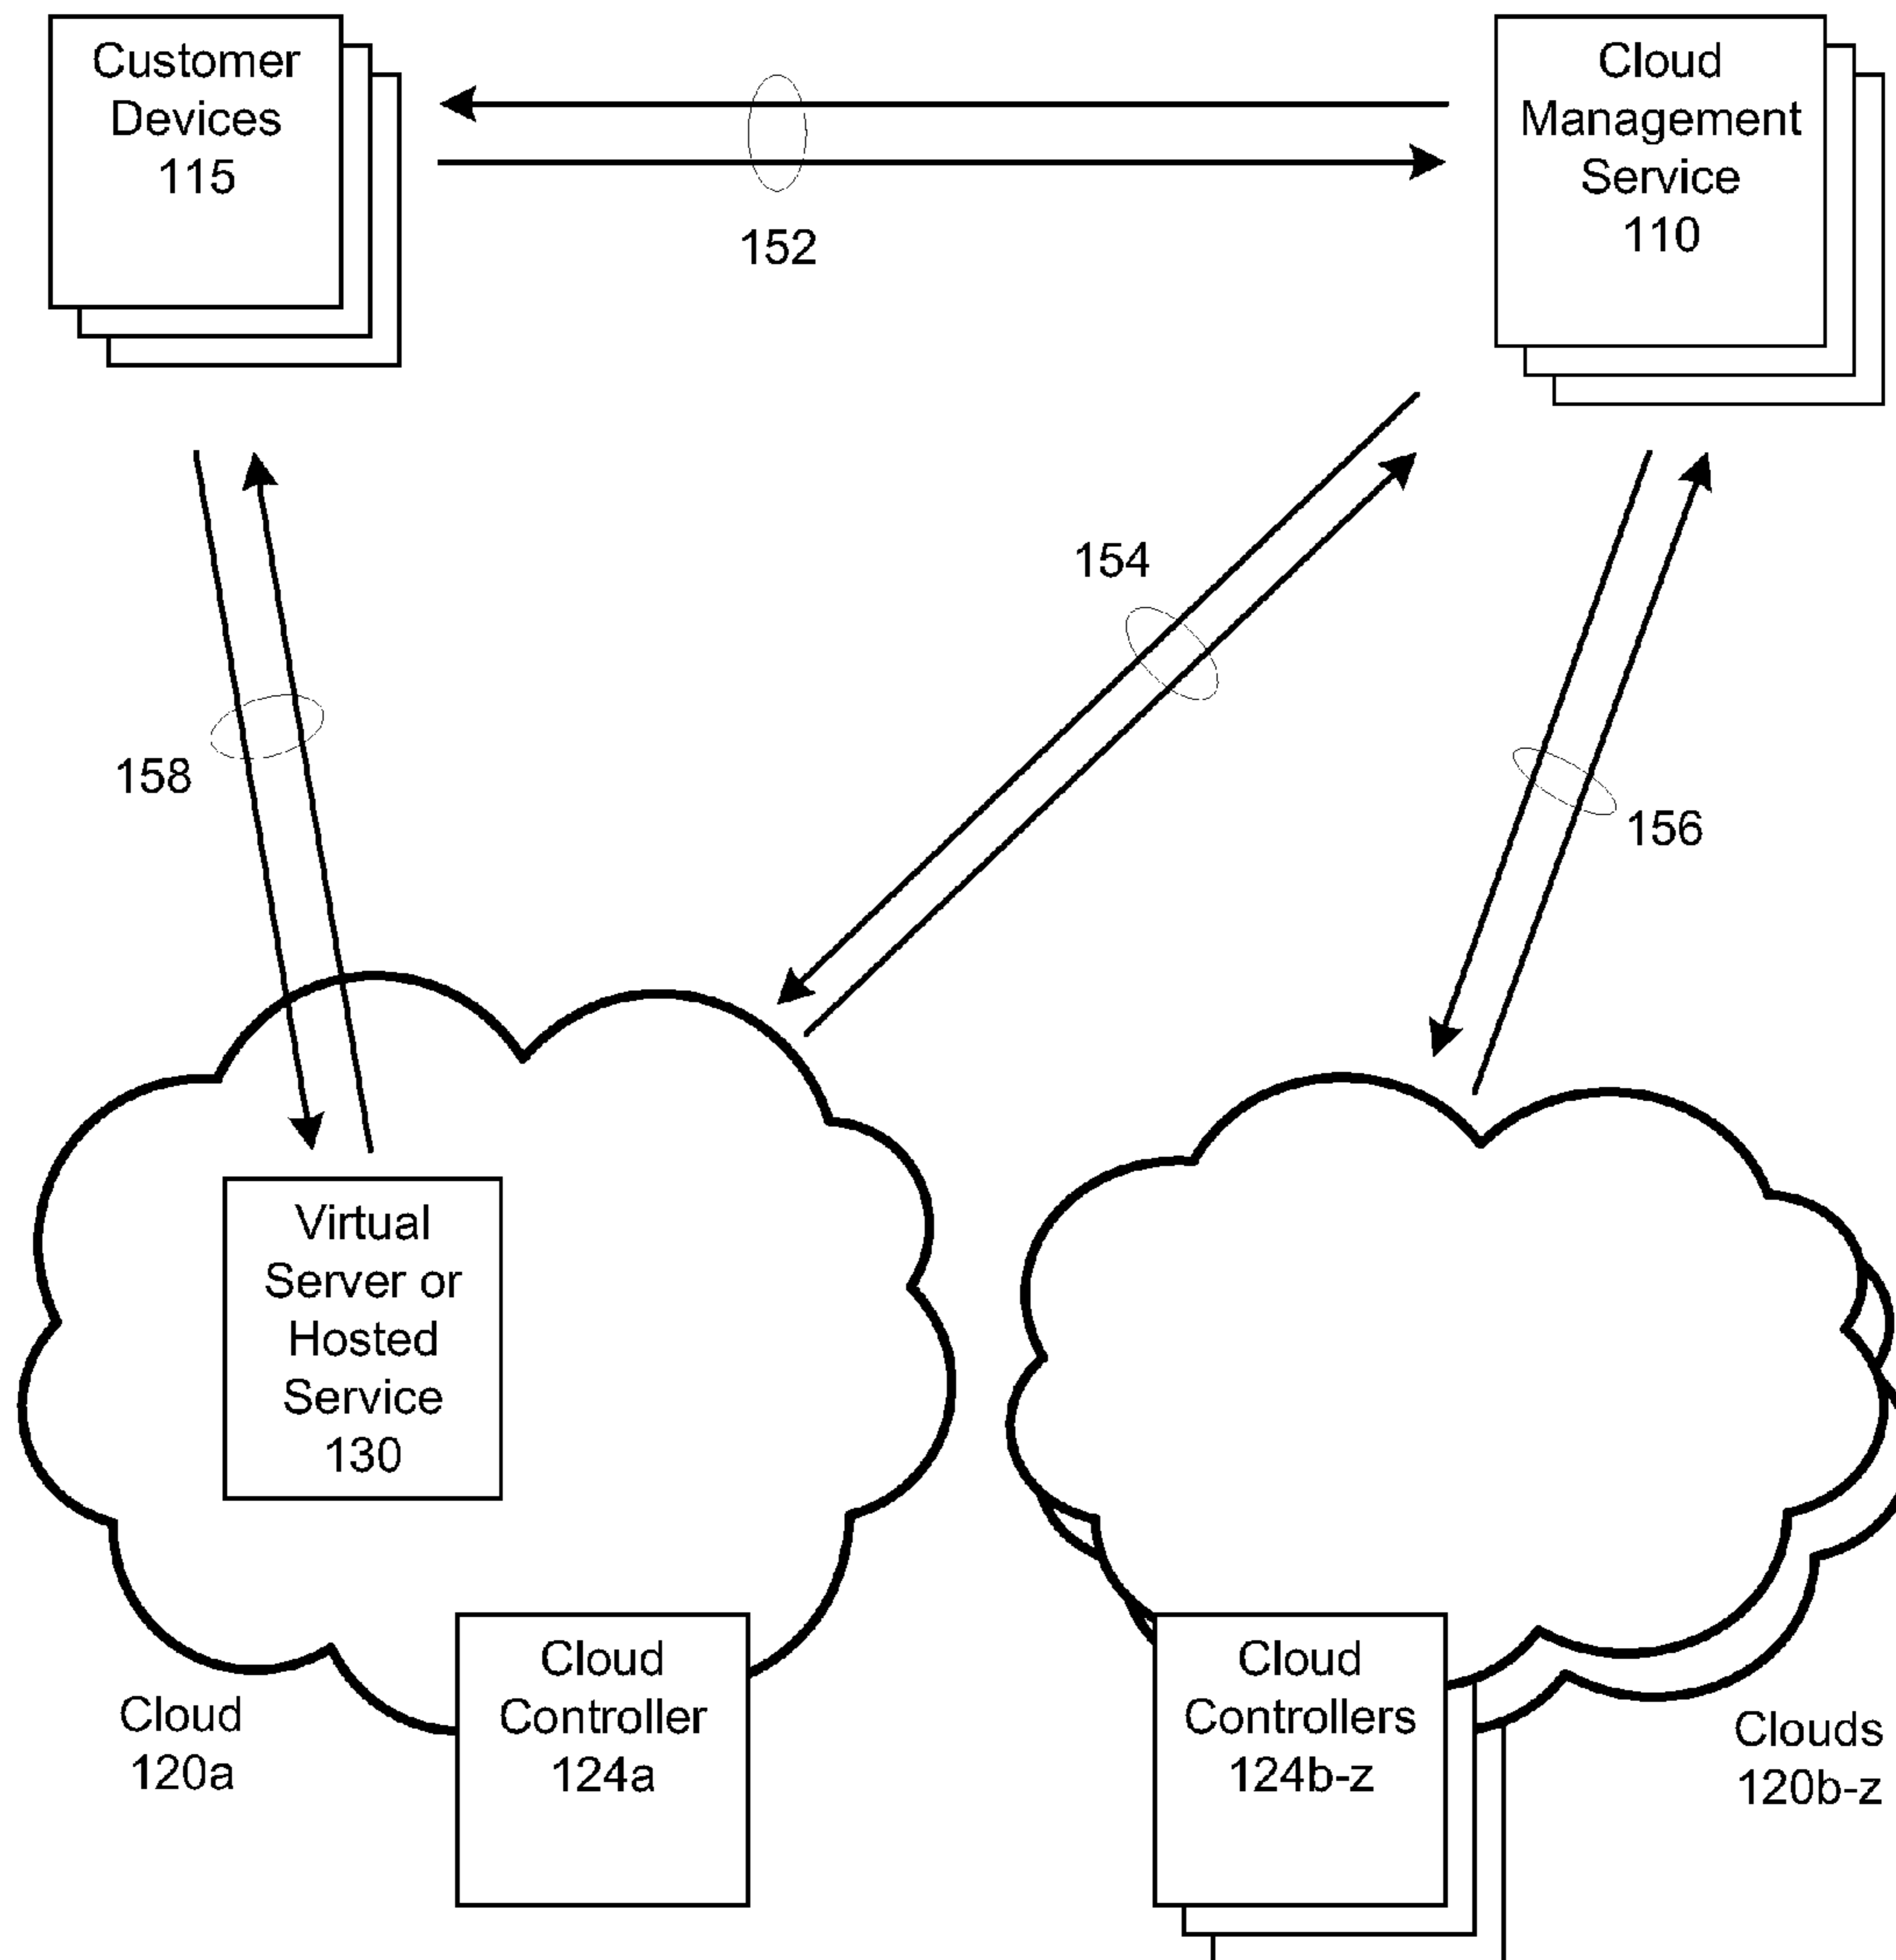 Customer
Devices
115
Cloud
Management
Service
110
152
154
158
156
Virtual
Server or
Hosted
Service
130
Cloud
120a
Cloud
Controller
124a
Cloud
Controllers
124b-z
Clouds
120b-z